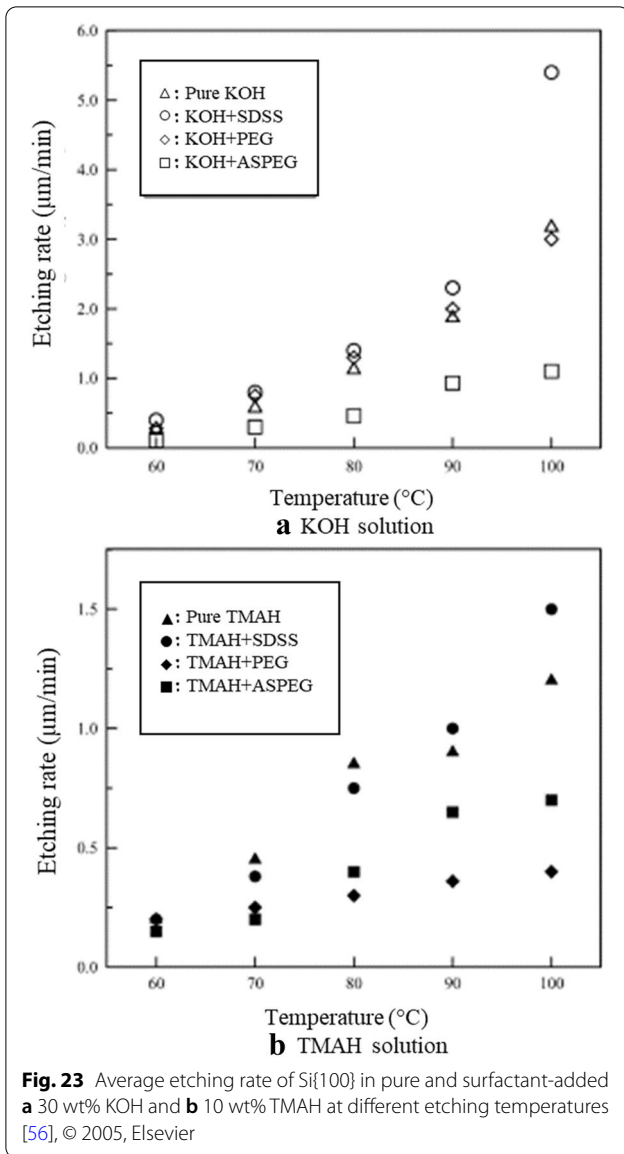 6.0
5.0
4.0
3.0
2.0
1.0
0.0
Etching rate (μm/min)
△: Pure KOH
○: KOH+SDSS
◇: KOH+PEG
□: KOH+ASPEG
60 70 80 90 100
Temperature (°C)
a KOH solution
1.5
1.0
0.5
0.0
Etching rate (μm/min)
▲: Pure TMAH
●: TMAH+SDSS
◆: TMAH+PEG
■: TMAH+ASPEG
60 70 80 90 100
Temperature (°C)
b TMAH solution
Fig. 23 Average etching rate of Si{100} in pure and surfactant-added
a 30 wt% KOH and b 10 wt% TMAH at different etching temperatures
[56], © 2005, Elsevier